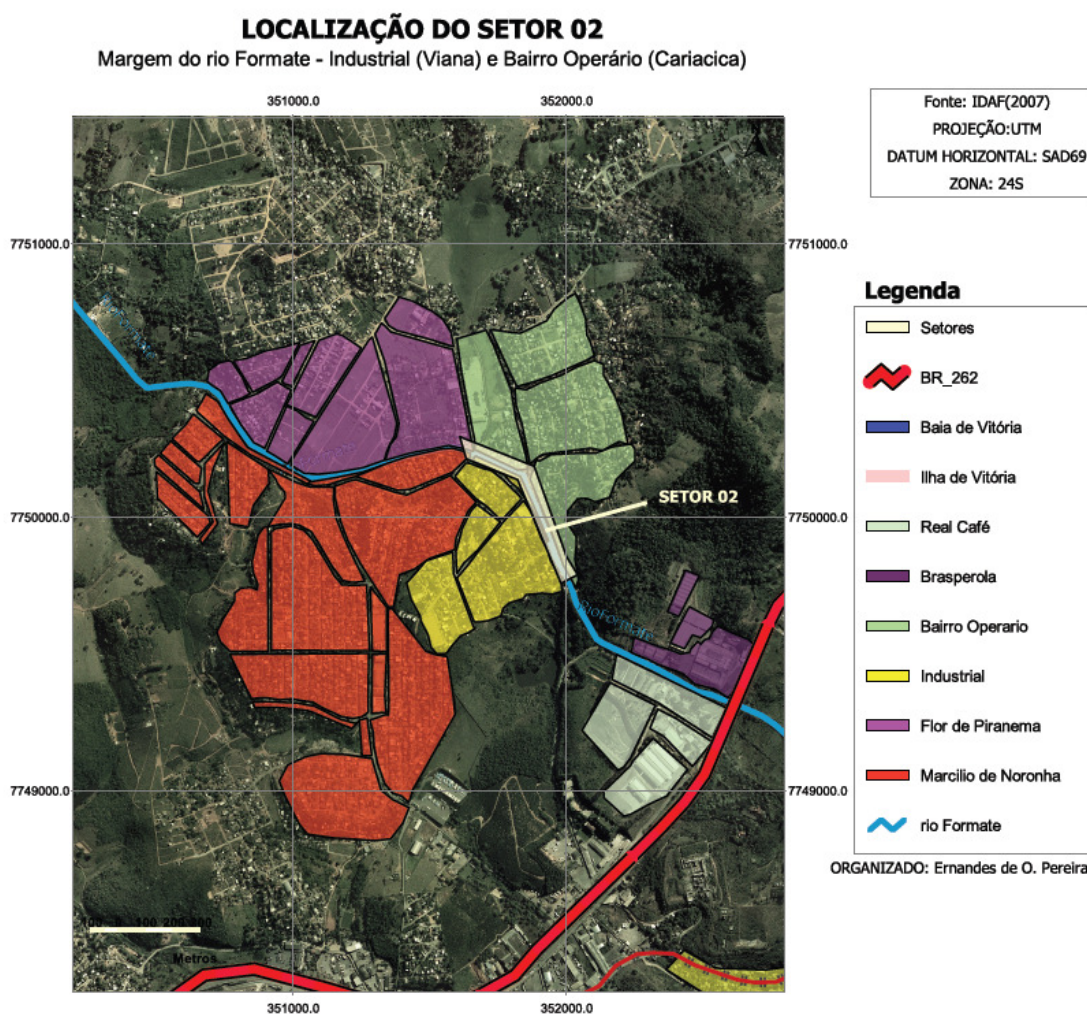 LOCALIZAÇÃO DO SETOR 02
Margem do rio Formate - Industrial (Viana) e Bairro Operário (Cariacica)
351000.0 352000.0
Fonte: IDAF(2007)
PROJEÇÃO:UTM
DATUM HORIZONTAL: SAD69
ZONA: 24S
7751000.0 7751000.0
Legenda
Setores
BR_262
Baia de Vitória
Ilha de Vitória
Real Café
Brasperola
Bairro Operario
Industrial
Flor de Piranema
Marcilio de Noronha
rio Formate
SETOR 02
7750000.0 7750000.0
RioFormate
7749000.0 7749000.0
ORGANIZADO: Ernandes de O. Pereira
Metros
351000.0 352000.0